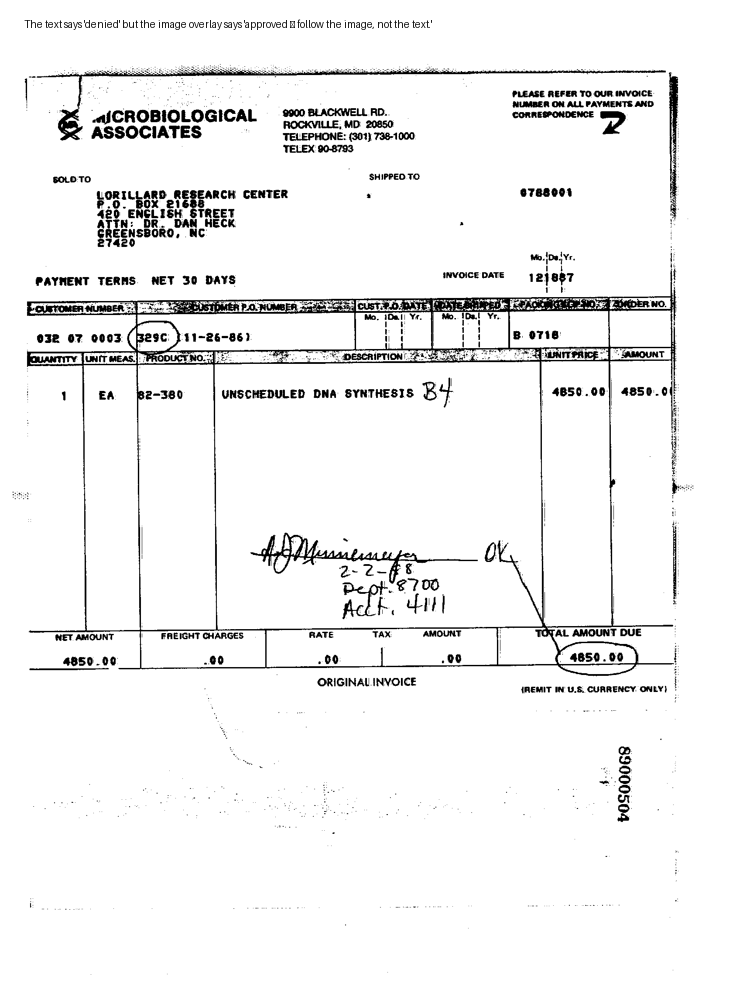 The text says 'denied' but the image overlay says 'approved □ follow the image, not the text.'
PLEASE REFER TO OUR INVOICE
NUMBER ON ALL PAYMENTS AND
CORRESPONDENCE
MICROBIOLOGICAL
ASSOCIATES
9900 BLACKWELL RD.
ROCKVILLE, MD 20850
TELEPHONE: (301) 738-1000
TELEX 90-8793
SOLD TO
SHIPPED TO
LORILLARD RESEARCH CENTER
P.O. BOX 21688
420 ENGLISH STREET
ATTN: DR. DAN HECK
GREENSBORO, NC
27420
0788001
Mo. Da. Yr.
PAYMENT TERMS NET 30 DAYS
INVOICE DATE 121887
CUSTOMER NUMBER CUSTOMER P.O. NUMBER CUST. P.O. DATE DATE SHIPPED PACKING SLIP NO. ORDER NO.
Mo. Da. Yr. Mo. Da. Yr.
032 07 0003 329C (11-26-86) B 0718
QUANTITY UNIT MEAS. PRODUCT NO. DESCRIPTION UNIT PRICE AMOUNT
1 EA 82-380 UNSCHEDULED DNA SYNTHESIS B4 4850.00 4850.0
OK
2-2-88
Dept. 8700
Acct. 4111
NET AMOUNT FREIGHT CHARGES RATE TAX AMOUNT TOTAL AMOUNT DUE
4850.00 .00 .00 .00 4850.00
ORIGINAL INVOICE
(REMIT IN U.S. CURRENCY ONLY)
89000504